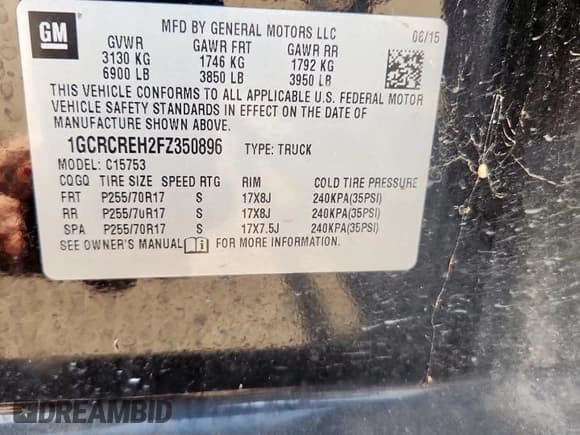 GM
MFD BY GENERAL MOTORS LLC
08/15
GVWR GAWR FRT GAWR RR
3130 KG 1746 KG 1792 KG
6900 LB 3850 LB 3950 LB
THIS VEHICLE CONFORMS TO ALL APPLICABLE U.S. FEDERAL MOTOR
VEHICLE SAFETY STANDARDS IN EFFECT ON THE DATE OF
MANUFACTURE SHOWN ABOVE.
1GCRCREH2FZ350896 TYPE: TRUCK
MODEL: C15753
CQGQ TIRE SIZE SPEED RTG RIM COLD TIRE PRESSURE
FRT P255/70R17 S 17X8J 240KPA(35PSI)
RR P255/70R17 S 17X8J 240KPA(35PSI)
SPA P255/70R17 S 17X7.5J 240KPA(35PSI)
SEE OWNER'S MANUAL i FOR MORE INFORMATION.
DREAMBID